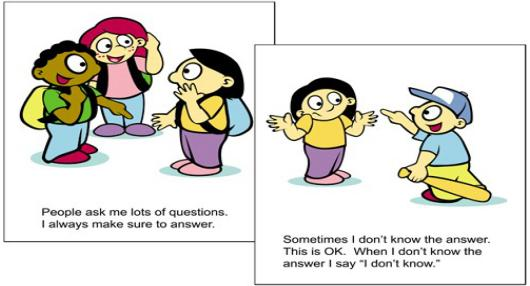 People ask me lots of questions.
I always make sure to answer.
Sometimes I don't know the answer.
This is OK.  When I don't know the
answer I say "I don't know."